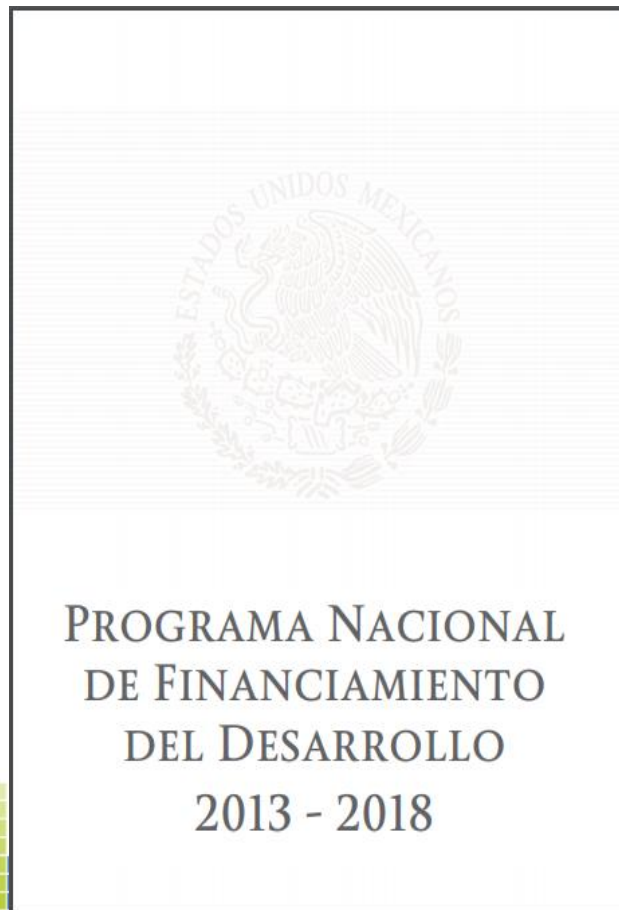 ESTADOS UNIDOS MEXICANOS
PROGRAMA NACIONAL
DE FINANCIAMIENTO
DEL DESARROLLO
2013 - 2018